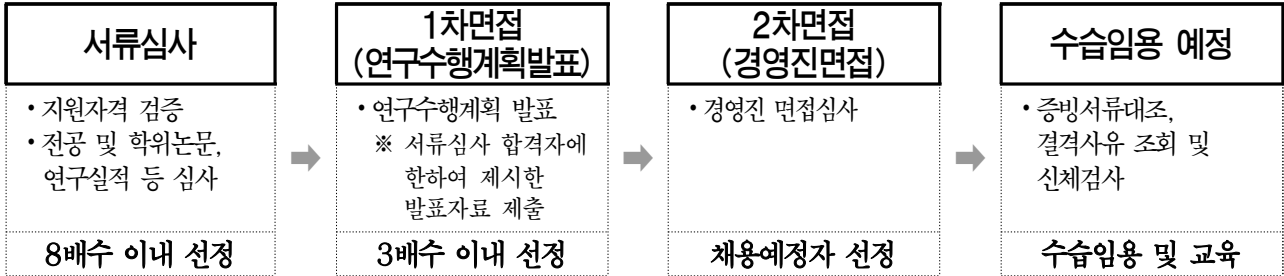 서류심사
• 지원자격 검증
• 전공 및 학위논문,
연구실적 등 심사
8배수 이내 선정
➡
1차면접
(연구수행계획발표)
• 연구수행계획 발표
※ 서류심사 합격자에
한하여 제시한
발표자료 제출
3배수 이내 선정
➡
2차면접
(경영진면접)
• 경영진 면접심사
채용예정자 선정
➡
수습임용 예정
• 증빙서류대조,
결격사유 조회 및
신체검사
수습임용 및 교육